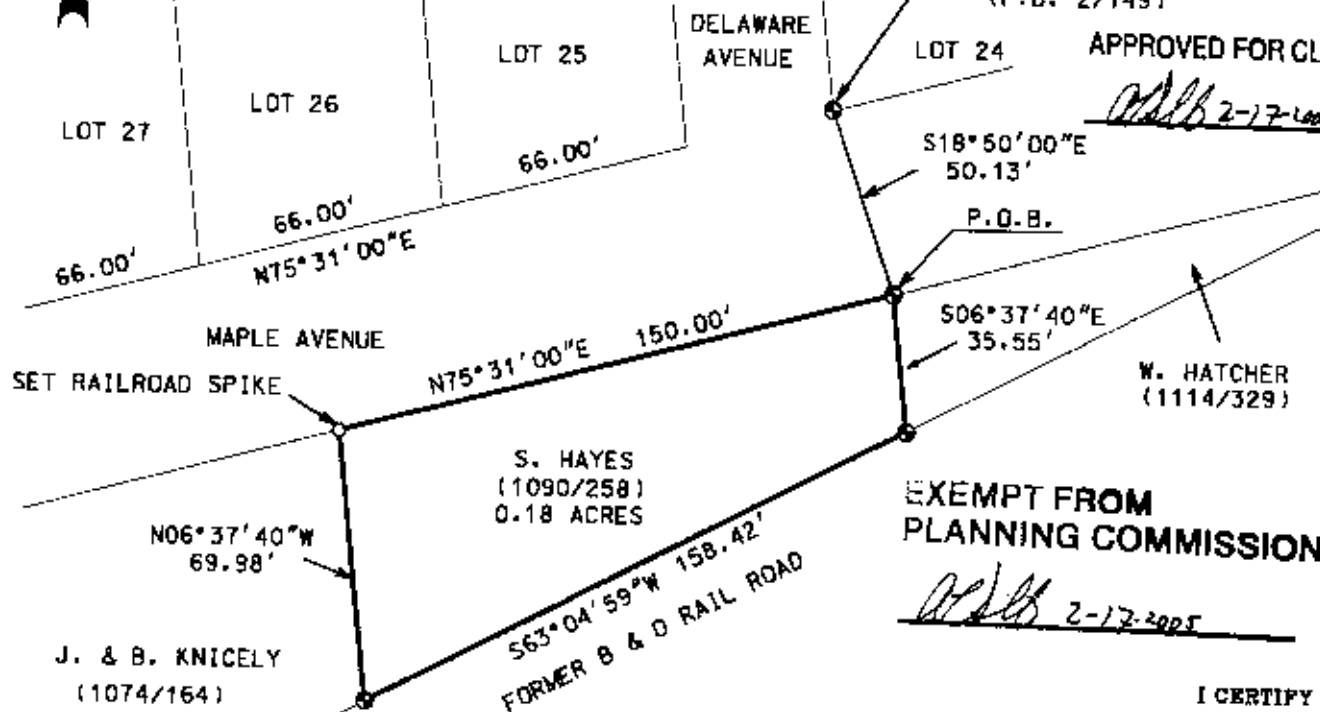 (P.B. 2/149)
DELAWARE
AVENUE
LOT 24
APPROVED FOR CL
2-17-200
LOT 25
LOT 26
LOT 27
66.00'
66.00'
66.00'
N75°31'00"E
S18°50'00"E
50.13'
P.O.B.
MAPLE AVENUE
SET RAILROAD SPIKE
N75°31'00"E 150.00'
S06°37'40"E
35.55'
W. HATCHER
(1114/329)
S. HAYES
(1090/258)
0.18 ACRES
N06°37'40"W
69.98'
S63°04'59"W 158.42'
FORMER B & O RAIL ROAD
EXEMPT FROM
PLANNING COMMISSION
2-17-2005
J. & B. KNICELY
(1074/164)
I CERTIFY